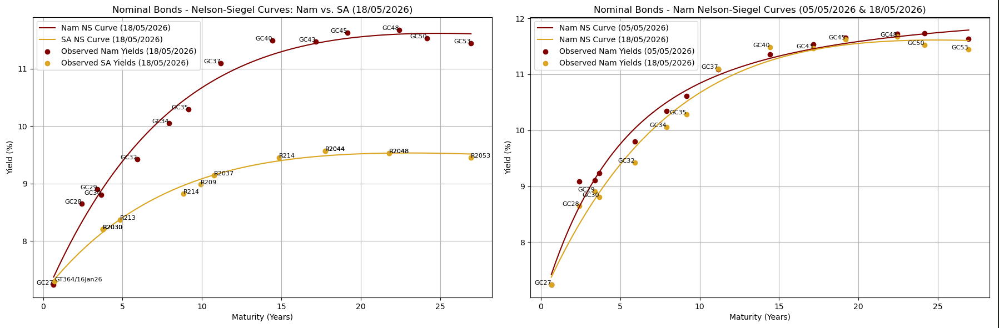 Nominal Bonds - Nelson-Siegel Curves: Nam vs. SA (18/05/2026)
Nam NS Curve (18/05/2026)
SA NS Curve (18/05/2026)
Observed Nam Yields (18/05/2026)
Observed SA Yields (18/05/2026)
GC27
GC28
GC29
GC30
GC32
GC34
GC35
GC37
GC40
GC43
GC45
GC48
GC50
GC53
GT364/16Jan26
R2030
R213
R214
R209
R2037
R214
R2044
R2048
R2053
11
10
9
8
Yield (%)
0 5 10 15 20 25
Maturity (Years)
Nominal Bonds - Nam Nelson-Siegel Curves (05/05/2026 & 18/05/2026)
Nam NS Curve (05/05/2026)
Nam NS Curve (18/05/2026)
Observed Nam Yields (05/05/2026)
Observed Nam Yields (18/05/2026)
GC27
GC28
GC29
GC30
GC32
GC34
GC35
GC37
GC40
GC43
GC45
GC48
GC50
GC53
12
11
10
9
8
Yield (%)
0 5 10 15 20 25
Maturity (Years)